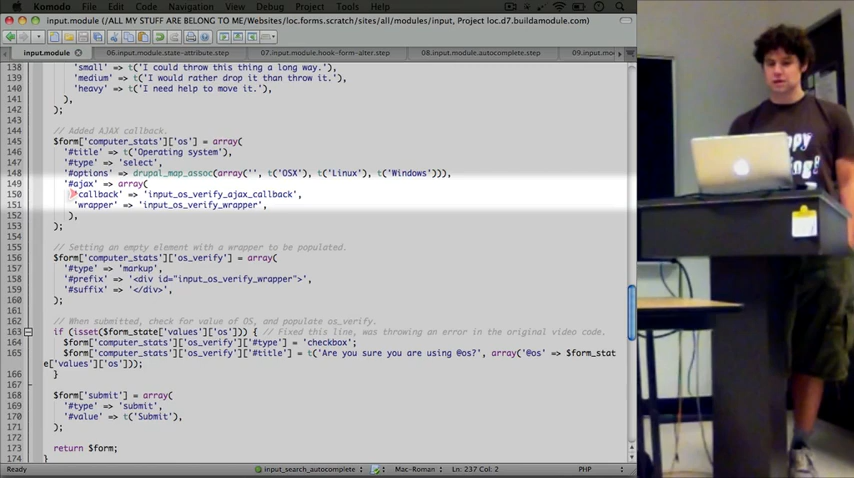 Komodo File Edit Code Navigation View Debug Project Tools Window Help
input.module (/ALL MY STUFF ARE BELONG TO ME/Websites/loc.forms.scratch/sites/all/modules/input, Project loc.d7.buildamodule.com)
input.module 06.input.module.state-attribute.step 07.input.module.hook-form-alter.step 08.input.module.autocomplete.step
138 'small' => t('I could throw this thing a long way.'),
139 'medium' => t('I would rather drop it than throw it.'),
140 'heavy' => t('I need help to move it.'),
141 ),
142 );
143
144 // Added AJAX callback.
145 $form['computer_stats']['os'] = array(
146 '#title' => t('Operating system'),
147 '#type' => 'select',
148 '#options' => drupal_map_assoc(array('', t('OSX'), t('Linux'), t('Windows'))),
149 '#ajax' => array(
150 'callback' => 'input_os_verify_ajax_callback',
151 'wrapper' => 'input_os_verify_wrapper',
152 ),
153 );
154
155 // Setting an empty element with a wrapper to be populated.
156 $form['computer_stats']['os_verify'] = array(
157 '#type' => 'markup',
158 '#prefix' => '<div id="input_os_verify_wrapper">',
159 '#suffix' => '</div>',
160 );
161
162 // When submitted, check for value of OS, and populate os_verify.
163 if (isset($form_state['values']['os'])) { // Fixed this line, was throwing an error in the original video code.
164 $form['computer_stats']['os_verify']['#type'] = 'checkbox';
165 $form['computer_stats']['os_verify']['#title'] = t('Are you sure you are using @os?', array('@os' => $form_stat
e['values']['os']));
166 }
167
168 $form['submit'] = array(
169 '#type' => 'submit',
170 '#value' => t('Submit'),
171 );
172
173 return $form;
174
Ready input_search_autocomplete Mac-Roman Ln: 237 Col: 2 PHP